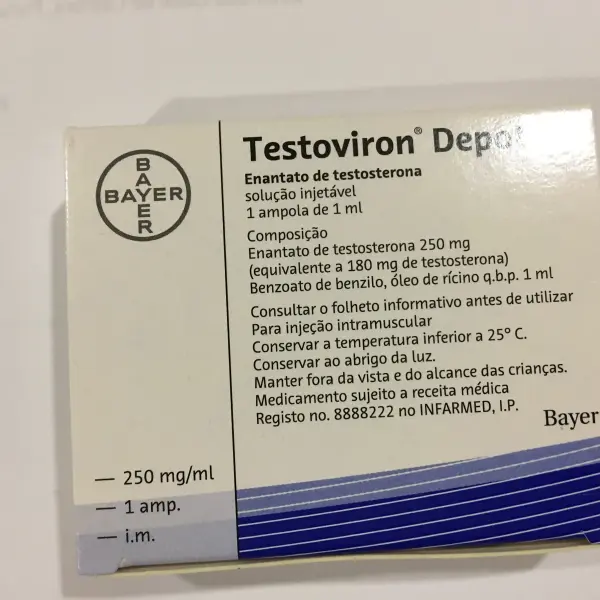 BAYER
BAYER
Testoviron® Depot
Enantato de testosterona
solução injetável
1 ampola de 1 ml
Composição
Enantato de testosterona 250 mg
(equivalente a 180 mg de testosterona)
Benzoato de benzilo, óleo de rícino q.b.p. 1 ml
Consultar o folheto informativo antes de utilizar
Para injeção intramuscular
Conservar a temperatura inferior a 25° C.
Conservar ao abrigo da luz.
Manter fora da vista e do alcance das crianças.
Medicamento sujeito a receita médica
Registo no. 8888222 no INFARMED, I.P.
Bayer
— 250 mg/ml
— 1 amp.
— i.m.